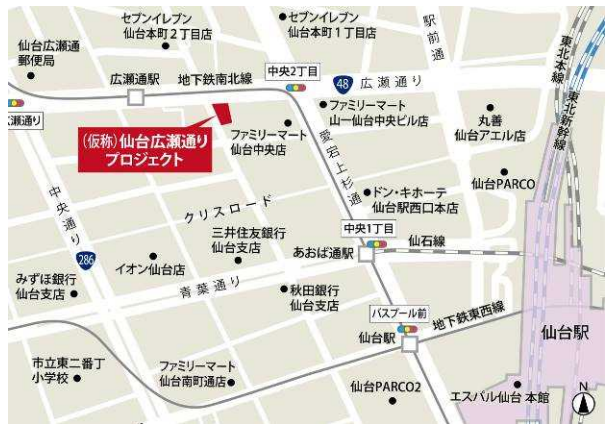 セブンイレブン
仙台本町2丁目店
セブンイレブン
仙台本町1丁目店
駅前通
東北本線
東北新幹線
仙台広瀬通
郵便局
広瀬通駅
地下鉄南北線
中央2丁目
48
広瀬通り
広瀬通り
(仮称)仙台広瀬通り
プロジェクト
ファミリーマート
仙台中央店
ファミリーマート
山一仙台中央ビル店
丸善
仙台アエル店
愛宕上杉通
仙台PARCO
中央通り
286
クリスロード
ドン・キホーテ
仙台駅西口本店
三井住友銀行
仙台支店
中央1丁目
あおば通駅
仙石線
イオン仙台店
みずほ銀行
仙台支店
青葉通り
秋田銀行
仙台支店
バスプール前
地下鉄東西線
仙台駅
仙台駅
市立東二番丁
小学校
ファミリーマート
仙台南町通店
仙台PARCO2
エスパル仙台 本館
N